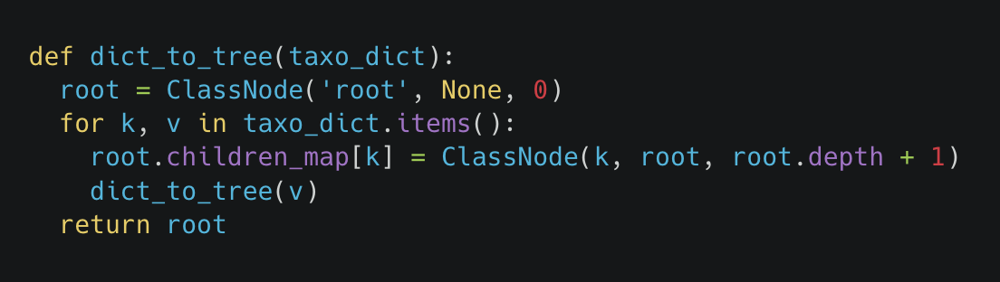 def dict_to_tree(taxo_dict):
  root = ClassNode('root', None, 0)
  for k, v in taxo_dict.items():
    root.children_map[k] = ClassNode(k, root, root.depth + 1)
    dict_to_tree(v)
  return root